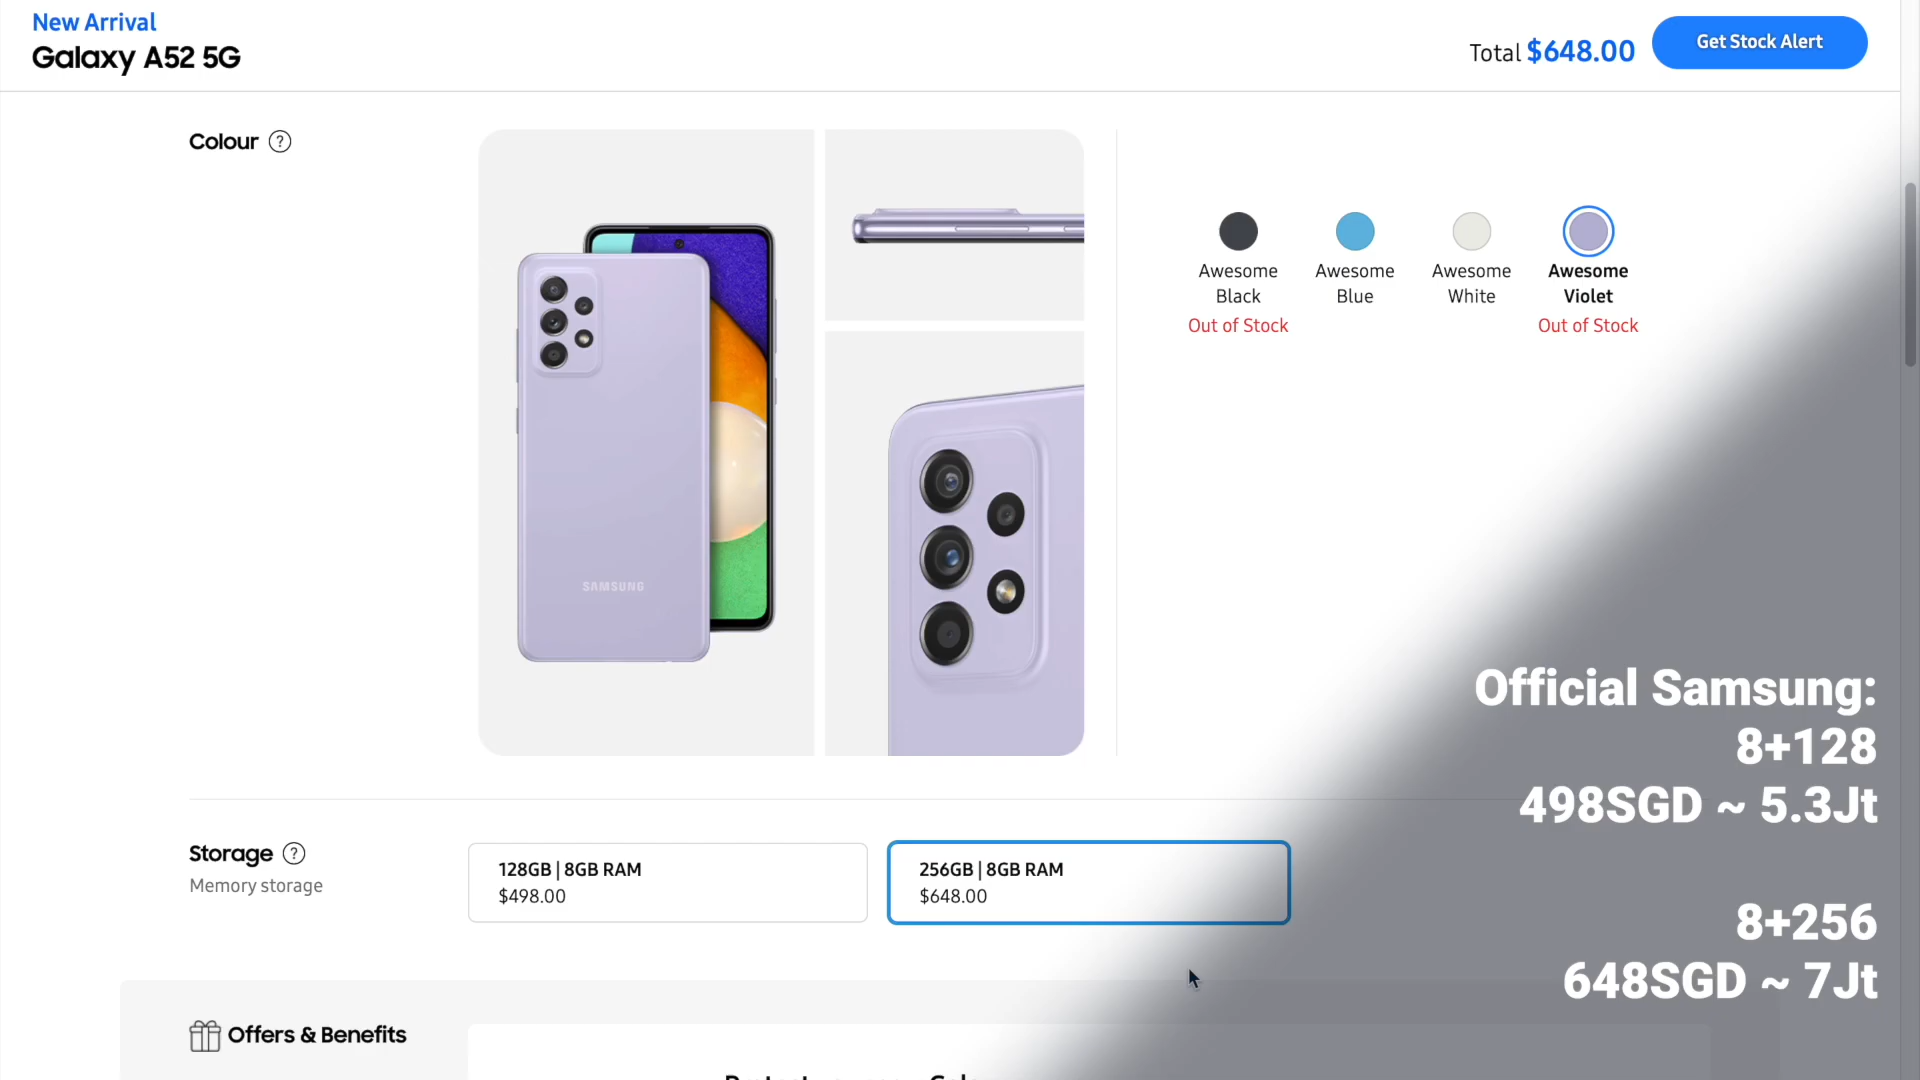 New Arrival
Galaxy A52 5G
Total $648.00
Get Stock Alert
Colour ?
Awesome Black
Out of Stock
Awesome Blue
Awesome White
Awesome Violet
Out of Stock
SAMSUNG
Storage ?
Memory storage
128GB | 8GB RAM
$498.00
256GB | 8GB RAM
$648.00
Official Samsung:
8+128
498SGD ~ 5.3Jt
8+256
648SGD ~ 7Jt
Offers & Benefits